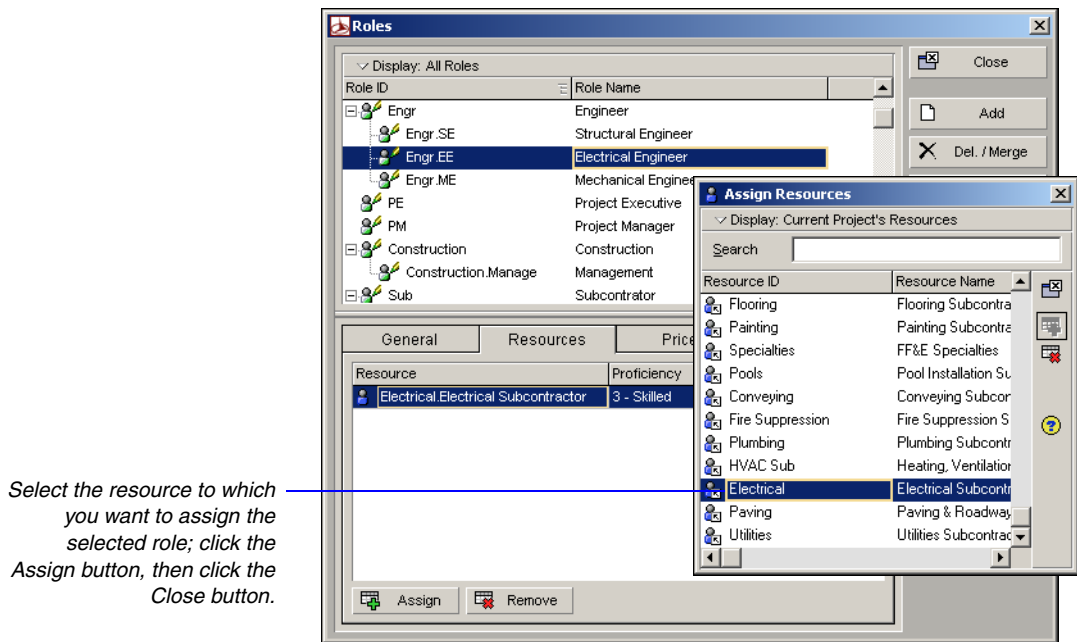 Roles
Display: All Roles
Close
Role ID Role Name
Engr Engineer
Add
Engr.SE Structural Engineer
Engr.EE Electrical Engineer
Del. / Merge
Engr.ME Mechanical Enginee
PE Project Executive
PM Project Manager
Construction Construction
Construction.Manage Management
Sub Subcontrator
General Resources Price
Resource Proficiency
Electrical.Electrical Subcontractor 3 - Skilled
Assign Remove
Assign Resources
Display: Current Project's Resources
Search
Resource ID Resource Name
Flooring Flooring Subcontra
Painting Painting Subcontra
Specialties FF&E Specialties
Pools Pool Installation Su
Conveying Conveying Subcor
Fire Suppression Fire Suppression S
Plumbing Plumbing Subcontr
HVAC Sub Heating, Ventilation
Electrical Electrical Subcontr
Paving Paving & Roadway
Utilities Utilities Subcontrac
Select the resource to which
you want to assign the
selected role; click the
Assign button, then click the
Close button.